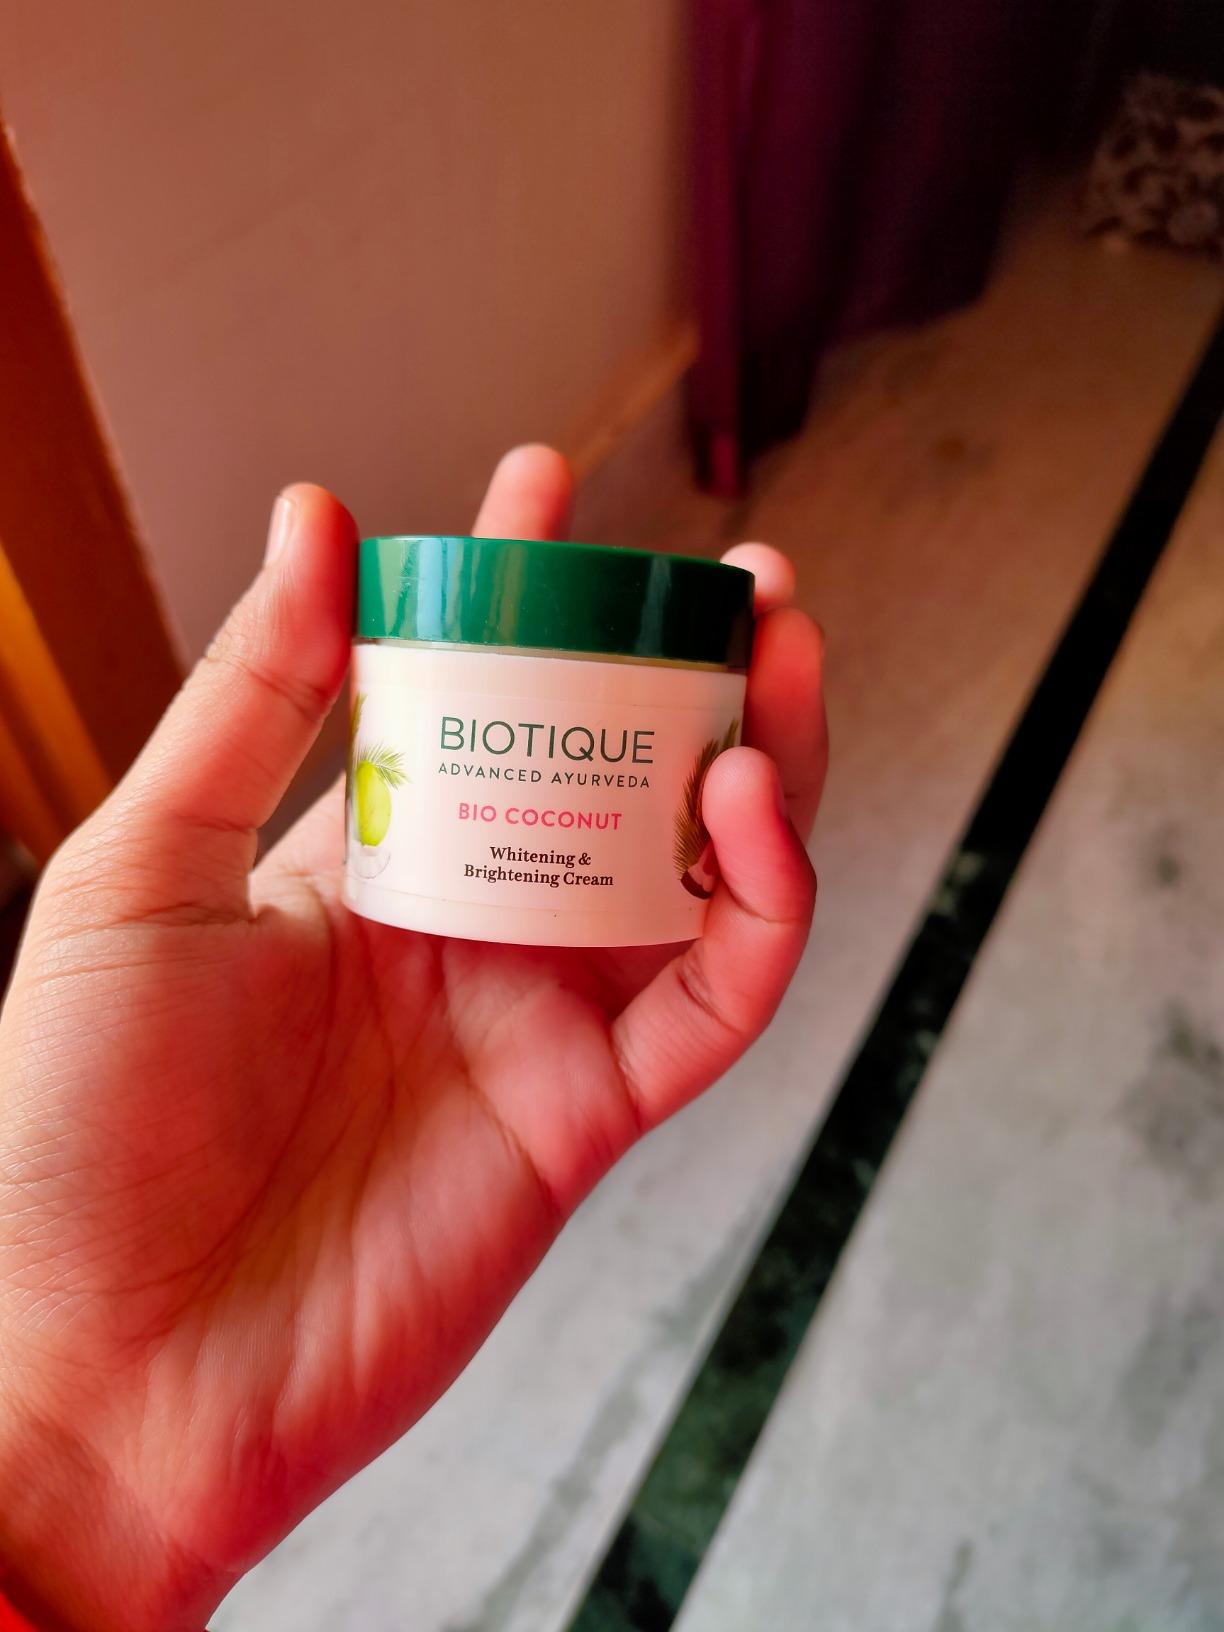 BIOTIQUE
ADVANCED AYURVEDA
BIO COCONUT
Whitening &
Brightening Cream